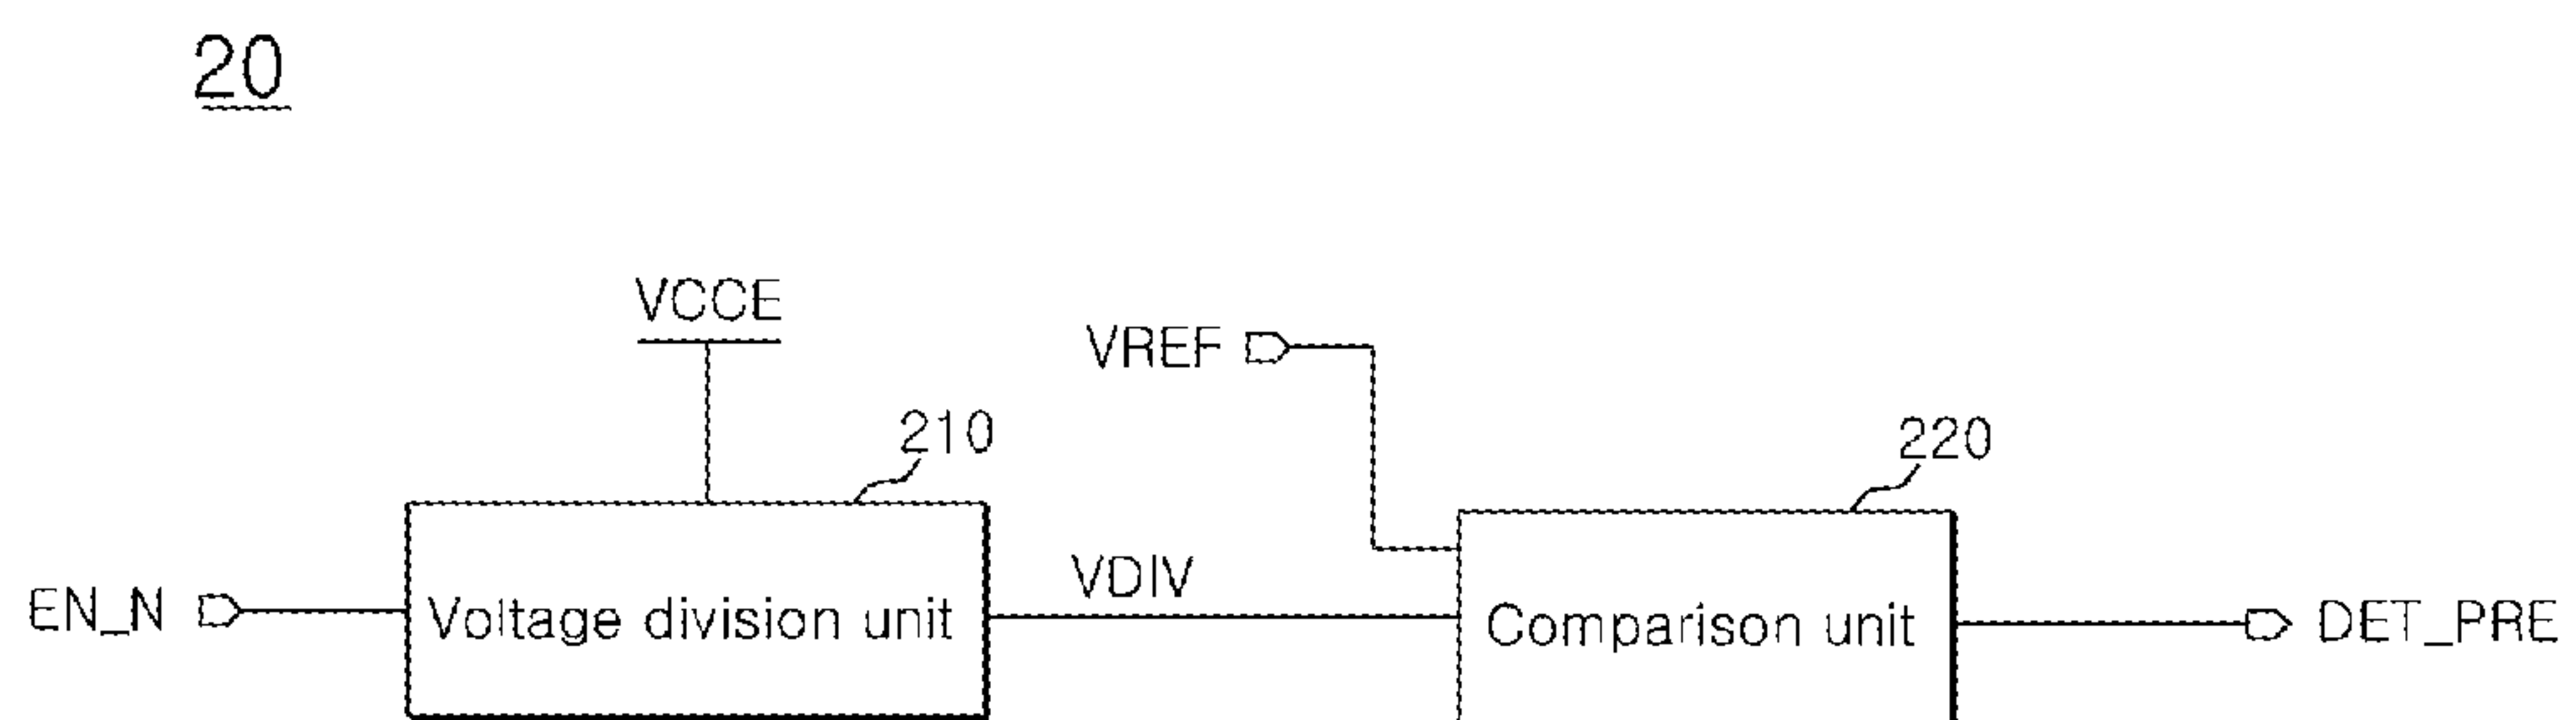 20
VCCE
VREF
210
220
VDIV
EN_N
Voltage division unit
Comparison unit
DET_PRE